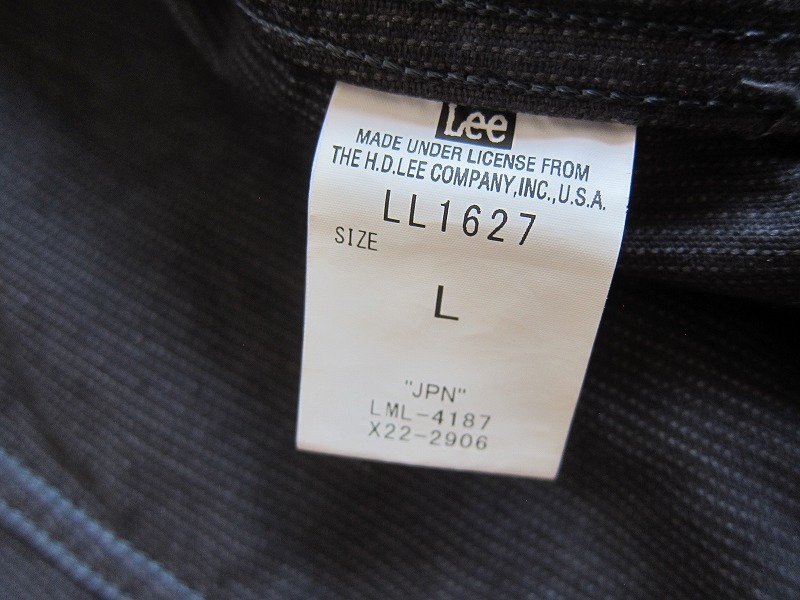 Lee
MADE UNDER LICENSE FROM
THE H.D.LEE COMPANY,INC.,U.S.A.
LL1627
SIZE
L
"JPN"
LML-4187
X22-2906